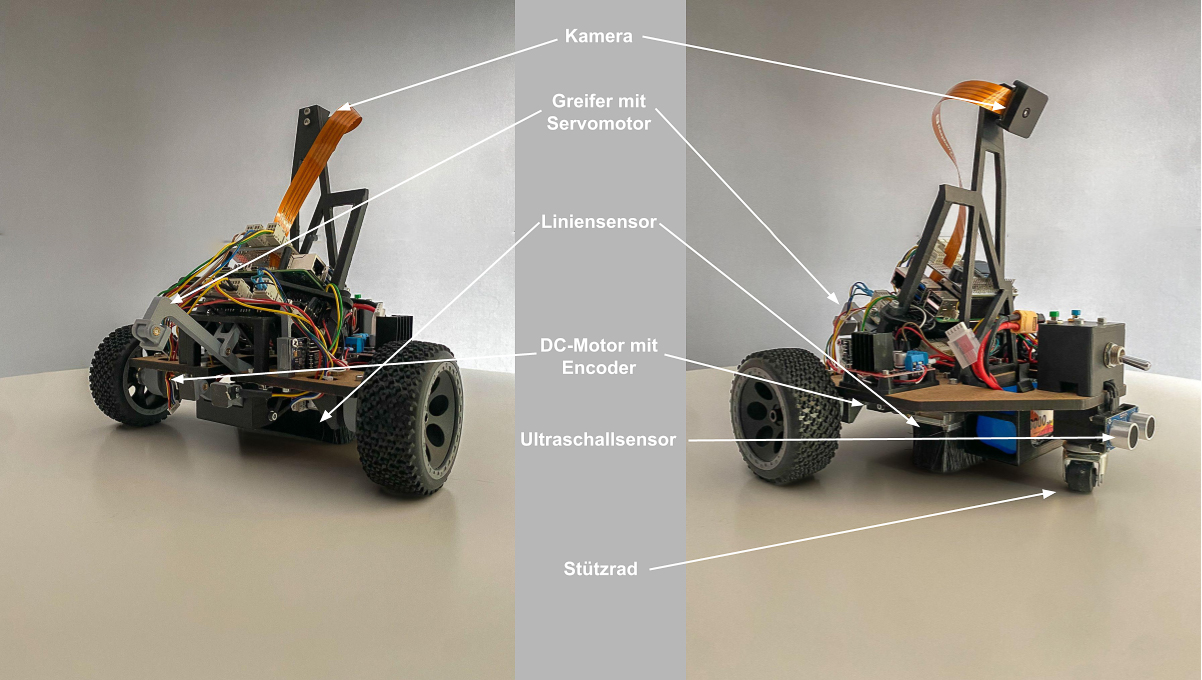 Kamera
Greifer mit
Servomotor
Liniensensor
DC-Motor mit
Encoder
Ultraschallsensor
Stützrad